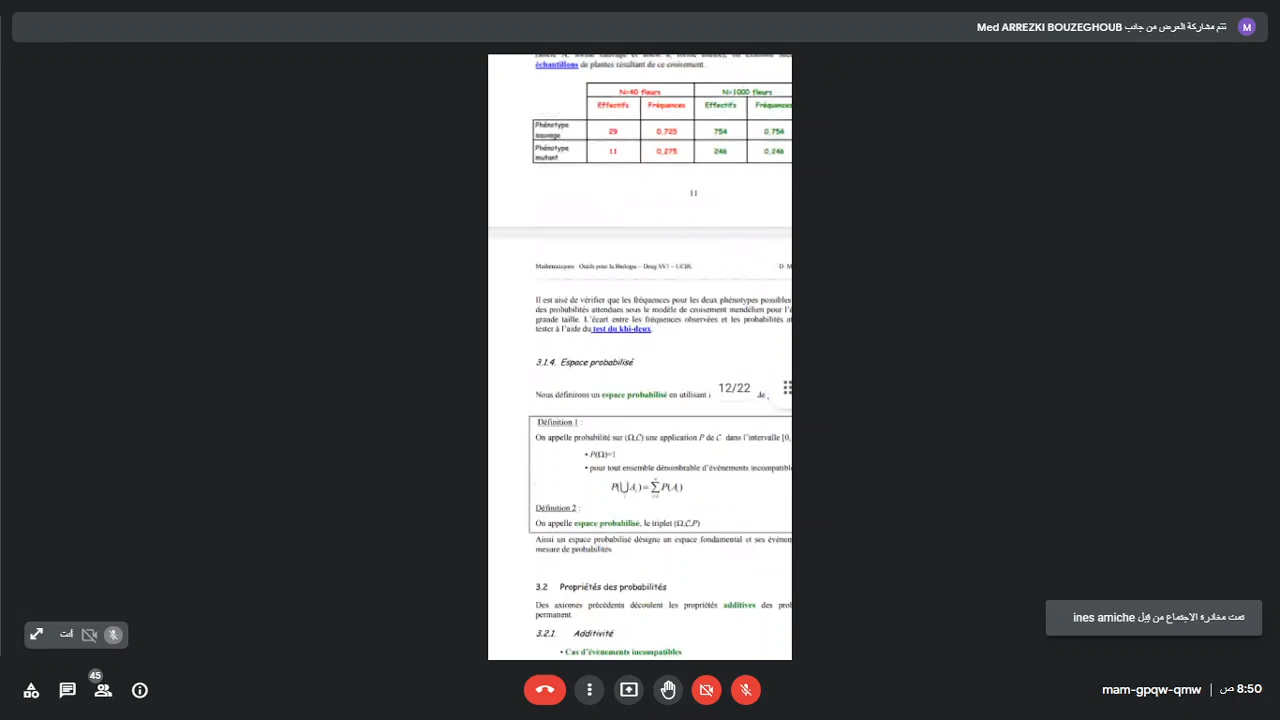 تتم مشاركة العرض من جانب Med ARREZKI BOUZEGHOUB
M
échantillons de plantes résultant de ce croisement.
N=40 fleurs N=1000 fleurs
Effectifs Fréquences Effectifs Fréquences
Phénotype sauvage 29 0,725 754 0,754
Phénotype mutant 11 0,275 246 0,246
11
Mathématiques Outils pour la Biologie – Deug SV1 – UCBL D. M
Il est aisé de vérifier que les fréquences pour les deux phénotypes possibles
des probabilités attendues sous le modèle de croisement mendélien pour l'
grande taille. L'écart entre les fréquences observées et les probabilités
tester à l'aide du test du khi-deux.
3.1.4. Espace probabilisé
Nous définirons un espace probabilisé en utilisant de
12/22
Définition 1 :
On appelle probabilité sur (Ω,C) une application P de C dans l'intervalle [0,
• P(Ω)=1
• pour tout ensemble dénombrable d'évènements incompatibl
P(⋃Ai) = ∑P(Ai)
Définition 2 :
On appelle espace probabilisé, le triplet (Ω,C,P)
Ainsi un espace probabilisé désigne un espace fondamental et ses évènem
mesure de probabilités
3.2 Propriétés des probabilités
Des axiomes précédents découlent les propriétés additives des prob
permanent
3.2.1. Additivité
• Cas d'évènements incompatibles
تمت مغادرة الاجتماع من قِبل ines amiche
أنت
45
8:50 ص